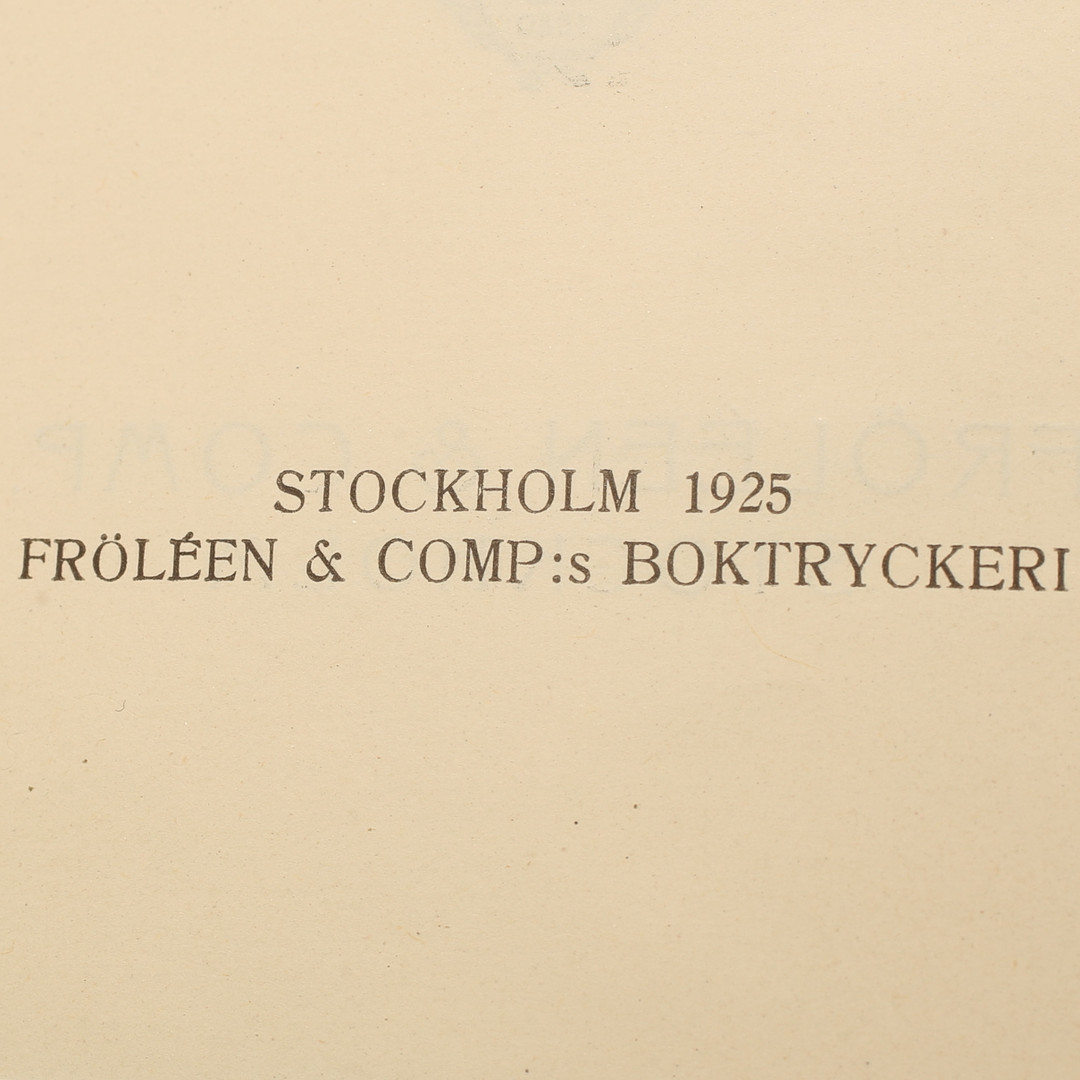 STOCKHOLM 1925
FRÖLÉEN & COMP:s BOKTRYCKERI